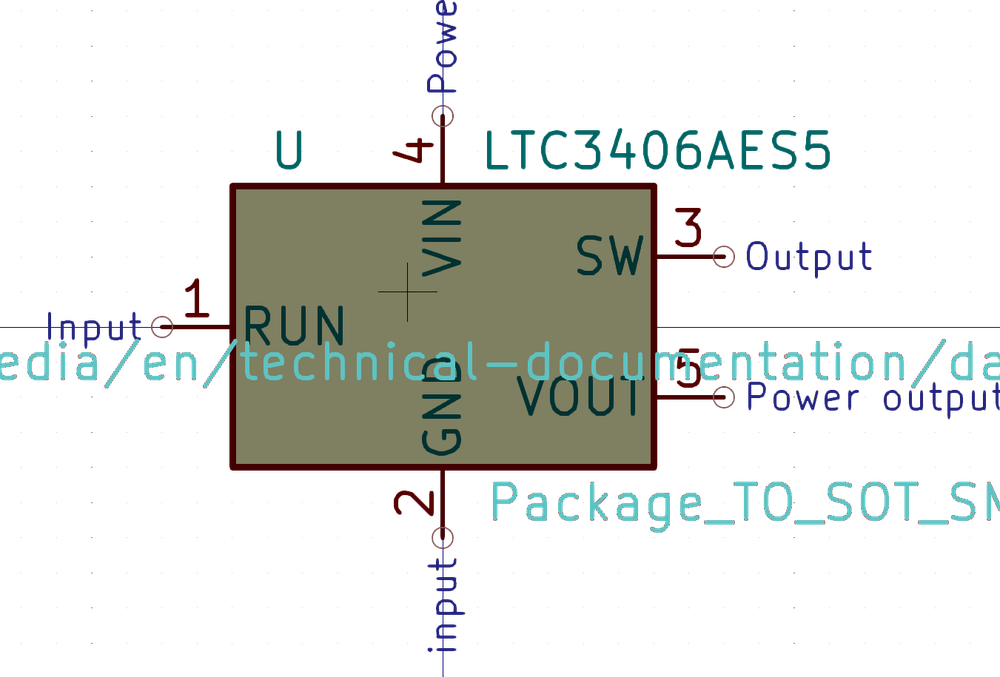 Powe
U
4
LTC3406AES5
VIN
SW
3
Output
1
Input
RUN
edia/en/technical-documentation/da
5
GND
VOUT
Power output
2
Package_TO_SOT_SM
input